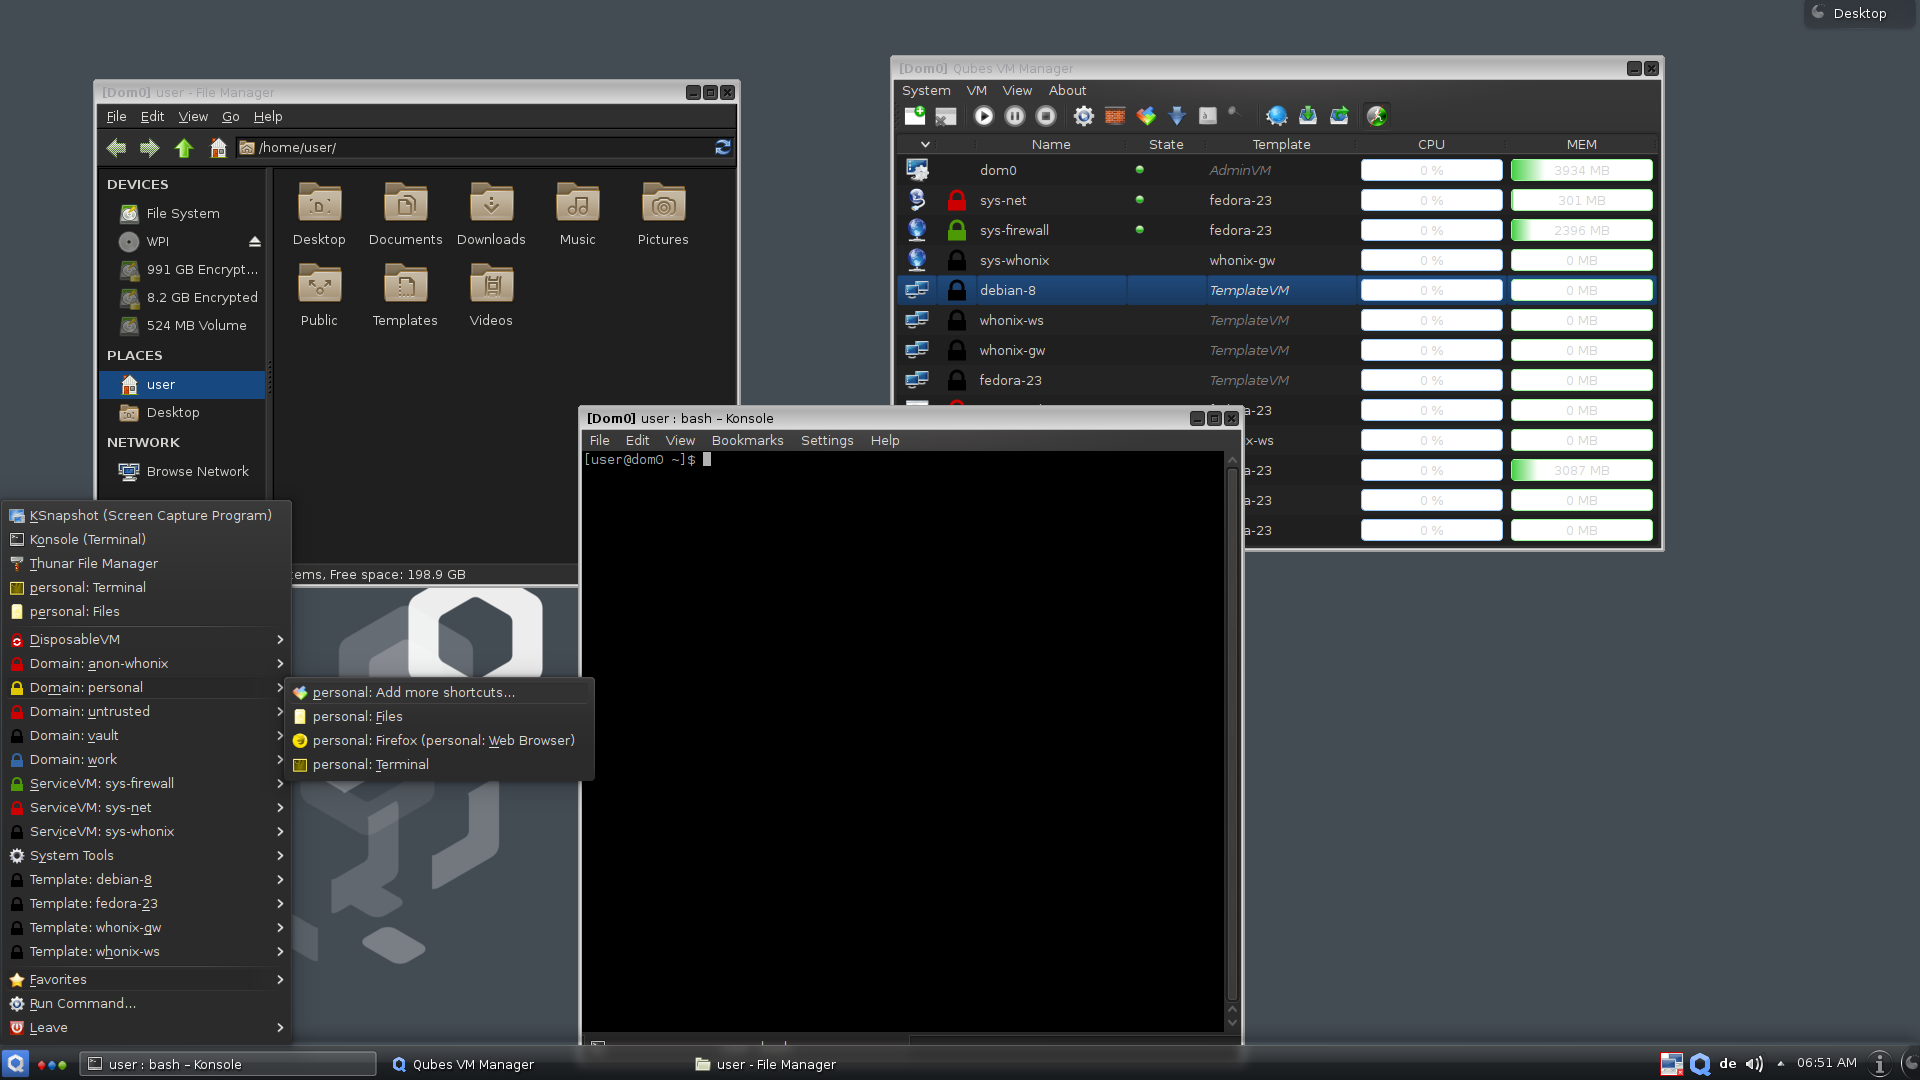 Desktop
[Dom0] user - File Manager
File Edit View Go Help
/home/user/
DEVICES
File System
WPI
991 GB Encrypt...
8.2 GB Encrypted
524 MB Volume
PLACES
user
Desktop
NETWORK
Browse Network
Desktop Documents Downloads Music Pictures
Public Templates Videos
ems, Free space: 198.9 GB
[Dom0] Qubes VM Manager
System VM View About
Name State Template CPU MEM
dom0 AdminVM 0 % 3934 MB
sys-net fedora-23 0 % 301 MB
sys-firewall fedora-23 0 % 2396 MB
sys-whonix whonix-gw 0 % 0 MB
debian-8 TemplateVM 0 % 0 MB
whonix-ws TemplateVM 0 % 0 MB
whonix-gw TemplateVM 0 % 0 MB
fedora-23 TemplateVM 0 % 0 MB
a-23 0 % 0 MB
x-ws 0 % 0 MB
a-23 0 % 3087 MB
a-23 0 % 0 MB
a-23 0 % 0 MB
[Dom0] user : bash – Konsole
File Edit View Bookmarks Settings Help
[user@dom0 ~]$
KSnapshot (Screen Capture Program)
Konsole (Terminal)
Thunar File Manager
personal: Terminal
personal: Files
DisposableVM
Domain: anon-whonix
Domain: personal
Domain: untrusted
Domain: vault
Domain: work
ServiceVM: sys-firewall
ServiceVM: sys-net
ServiceVM: sys-whonix
System Tools
Template: debian-8
Template: fedora-23
Template: whonix-gw
Template: whonix-ws
Favorites
Run Command...
Leave
personal: Add more shortcuts...
personal: Files
personal: Firefox (personal: Web Browser)
personal: Terminal
user : bash – Konsole
Qubes VM Manager
user - File Manager
de
06:51 AM